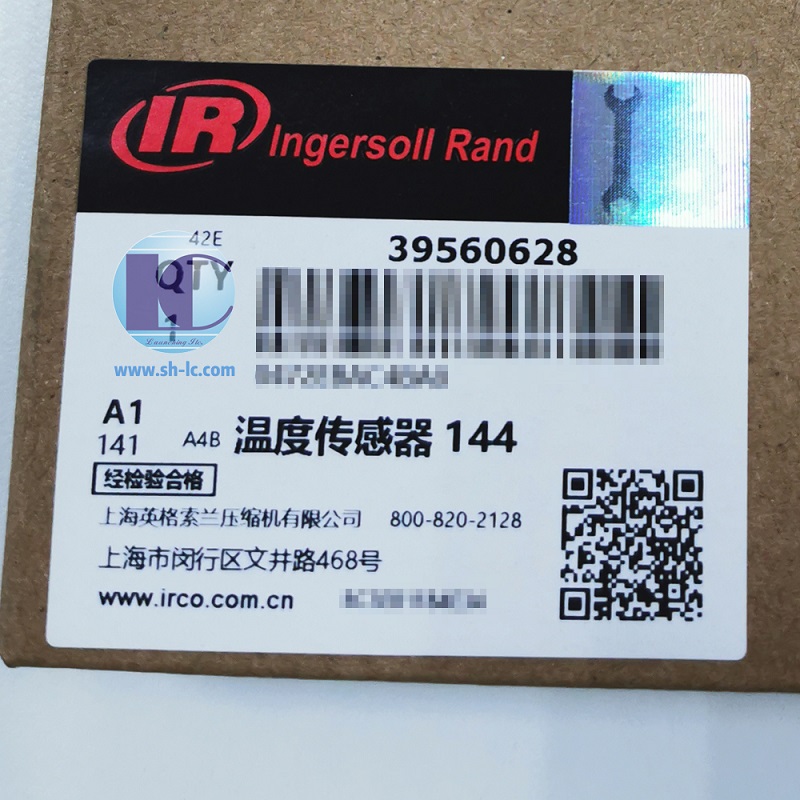 IR Ingersoll Rand
42E
39560628
QTY
1
www.sh-lc.com
A1
141 A4B 温度传感器 144
经检验合格
上海英格索兰压缩机有限公司 800-820-2128
上海市闵行区文井路468号
www.irco.com.cn